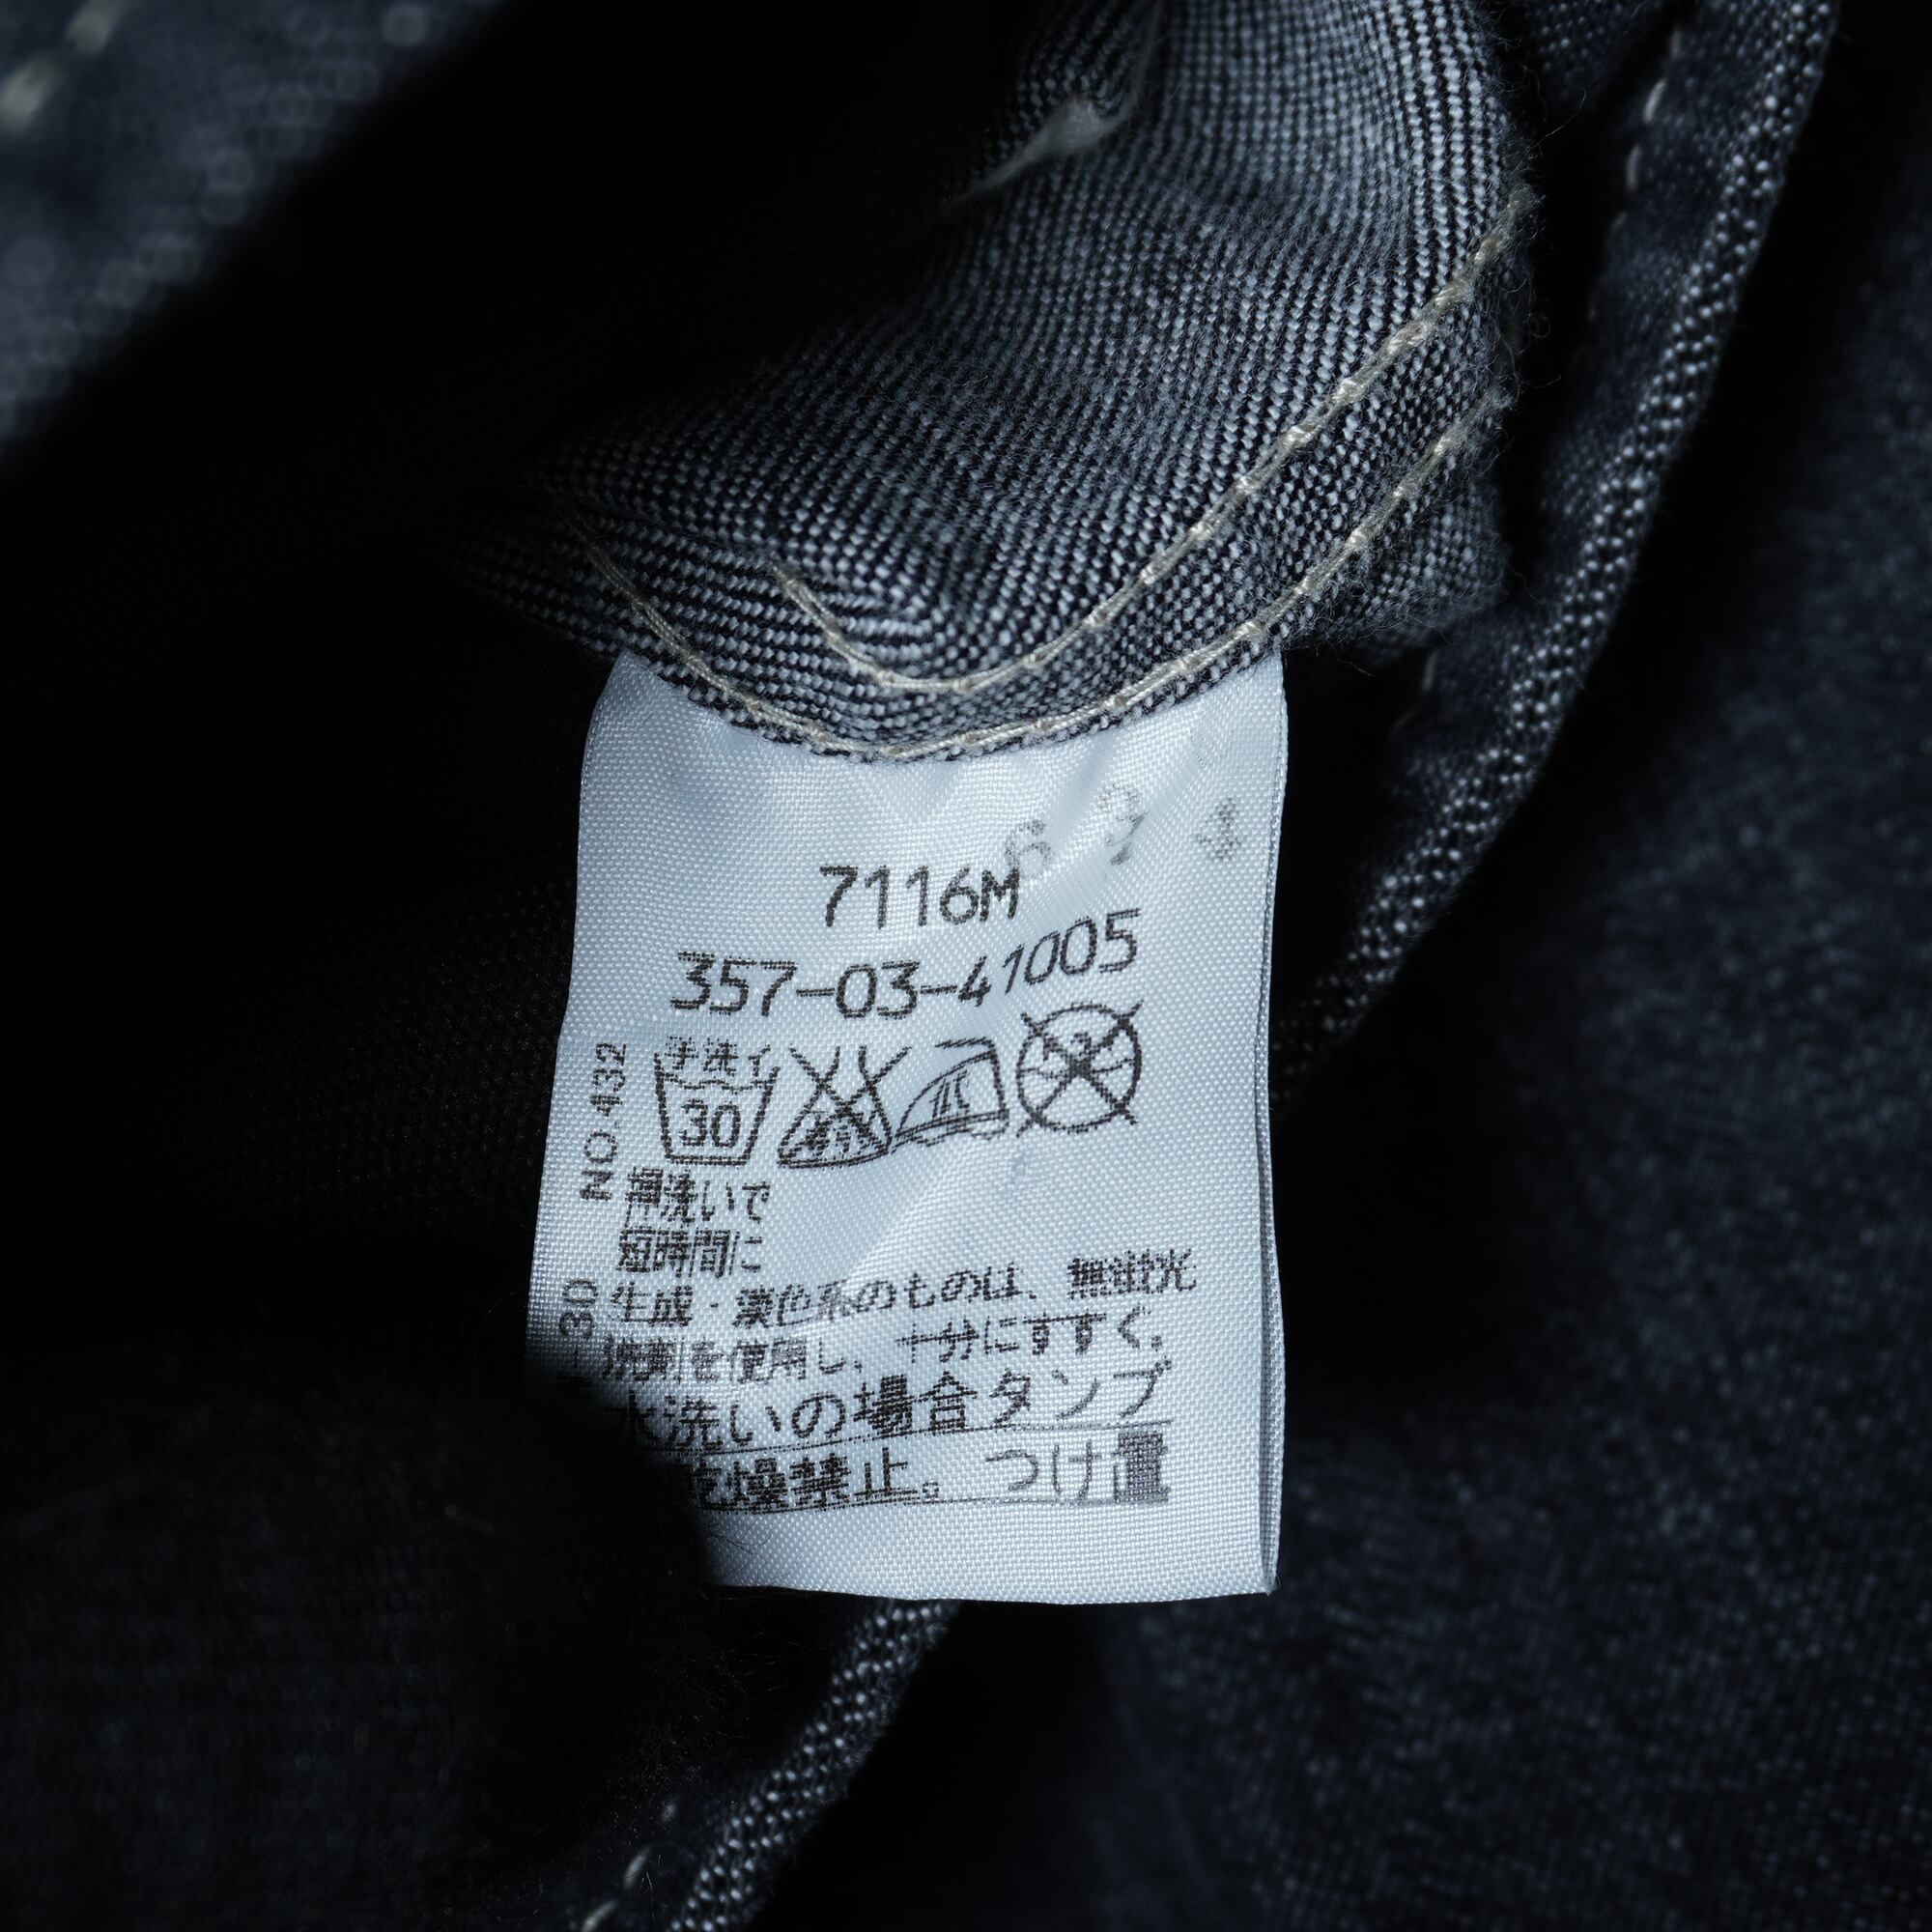 694
7116M
357-03-41005
手洗イ
30
NO.432
押洗いで
短時間に
30
生成・淡色系のものは、無蛍光
洗剤を使用し、十分にすすぐ。
水洗いの場合タンブ
乾燥禁止。つけ置